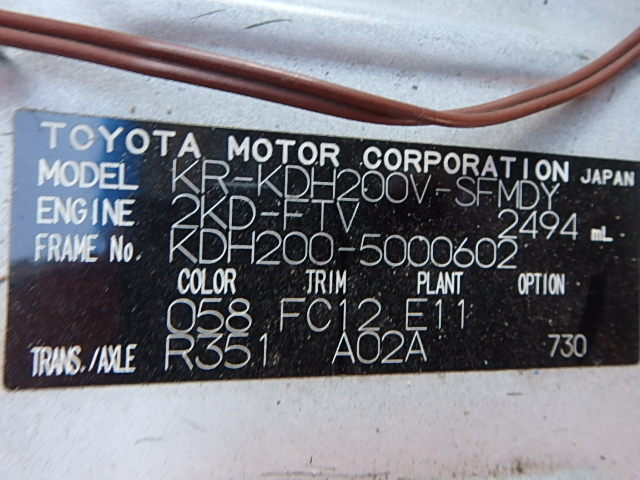 TOYOTA MOTOR CORPORATION JAPAN
MODEL KR-KDH200V-SFMDY
ENGINE 2KD-FTV 2494 mL
FRAME No. KDH200-5000602
COLOR TRIM PLANT OPTION
058 FC12 E11
TRANS./AXLE R351 A02A 730